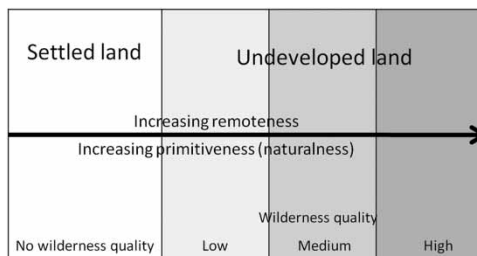 Settled land
Undeveloped land
Increasing remoteness
Increasing primitiveness (naturalness)
Wilderness quality
No wilderness quality
Low
Medium
High